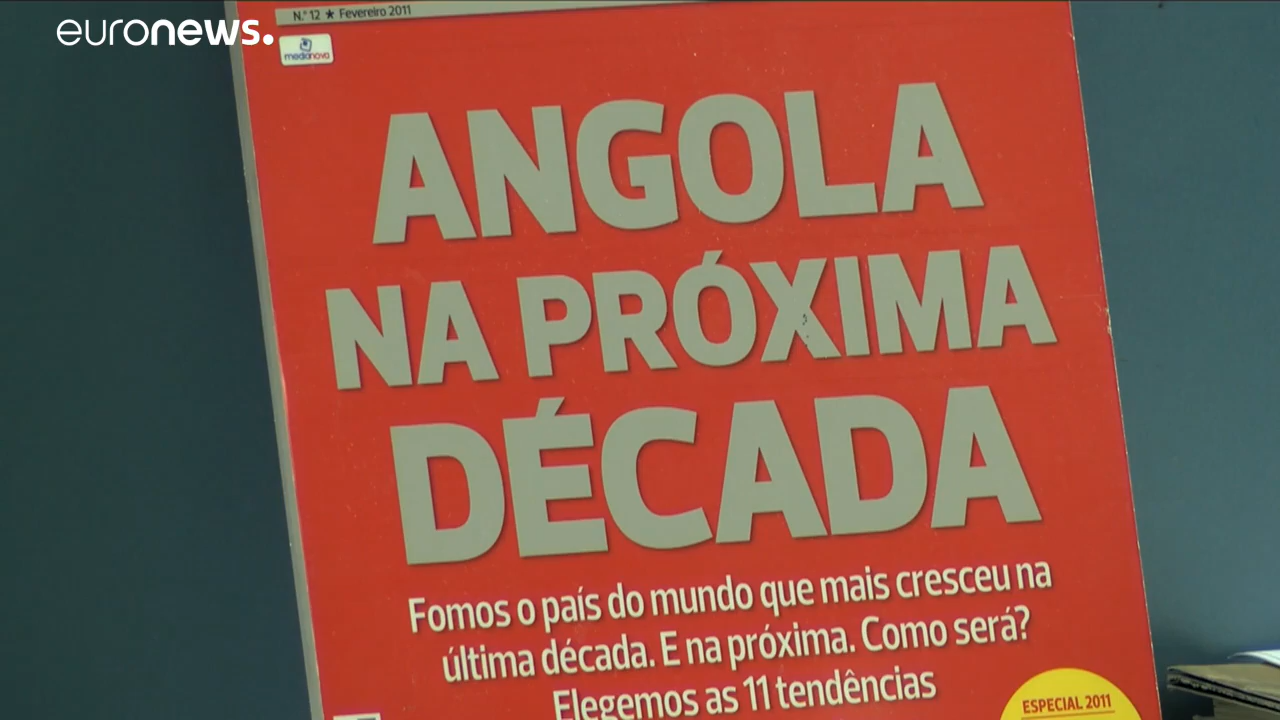 euronews.
N.º 12 ★ Fevereiro 2011
medianova
ANGOLA
NA PRÓXIMA
DÉCADA
Fomos o país do mundo que mais cresceu na
última década. E na próxima. Como será?
Elegemos as 11 tendências
ESPECIAL 2011